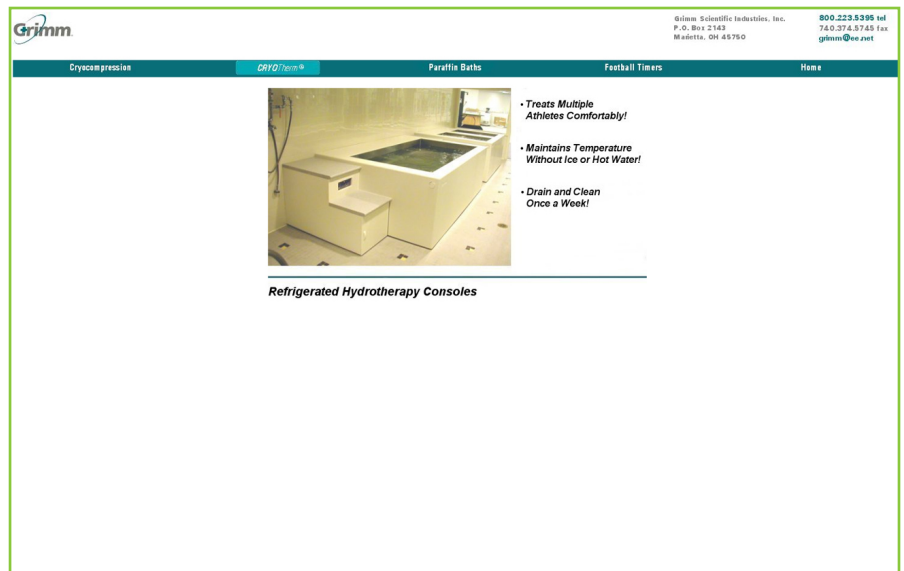 Grimm
Grimm Scientific Industries, Inc.
P.O. Box 2143
Marietta, OH 45750
800.223.5395 tel
740.374.5745 fax
grimm@ee.net
Cryocompression
CRYOTherm®
Paraffin Baths
Football Timers
Home
• Treats Multiple
Athletes Comfortably!
• Maintains Temperature
Without Ice or Hot Water!
• Drain and Clean
Once a Week!
Refrigerated Hydrotherapy Consoles